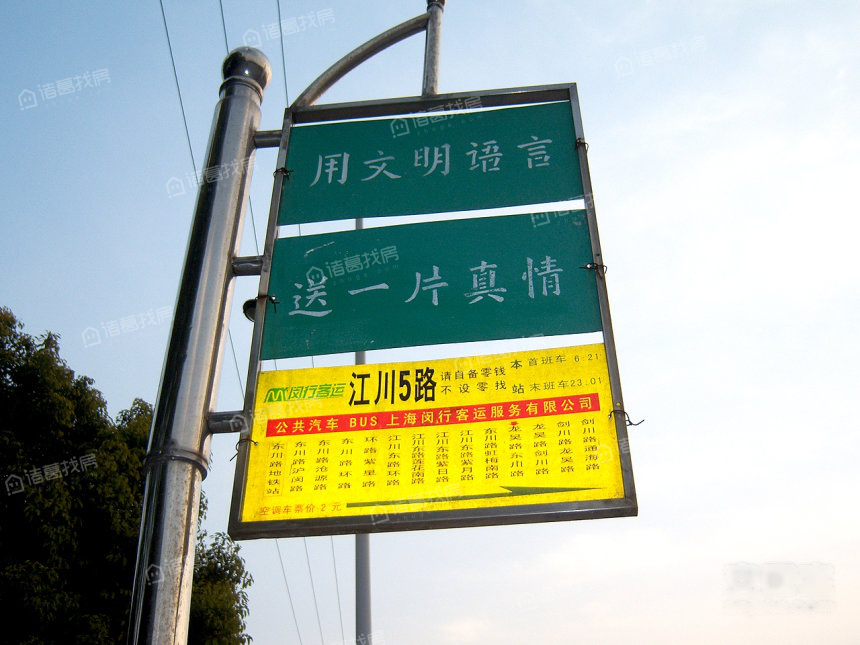 用文明语言
送一片真情
闵行客运 江川5路 请自备零钱 不设零找 本站 首班车 6:21 末班车23.01
公共汽车 BUS 上海闵行客运服务有限公司
东川路地铁站
东川路沪闵路
东川路沧源路
东川路环
环路紫星路
江川路环
江川东路莲花南路
江川东路紫日路
江川东路紫月路
东川路虹梅南路
龙吴路东川路
龙吴路剑川路
剑川路龙吴路
剑川路通海路
空调车票价 2 元
诸葛找房